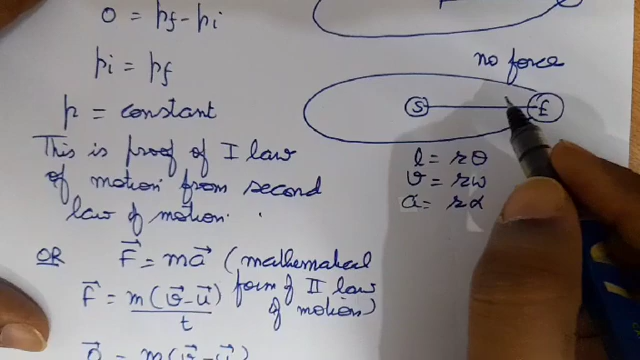 0 = pf - pi
pi = pf
p = constant
This is proof of I law
of motion from second
law of motion.
OR F⃗ = ma⃗ (mathematical
form of II law
of motion)
F⃗ = m(v⃗-u⃗)/t
0⃗ = m(v⃗-u⃗)
no force
S E
l = rθ
v = rω
a = rα